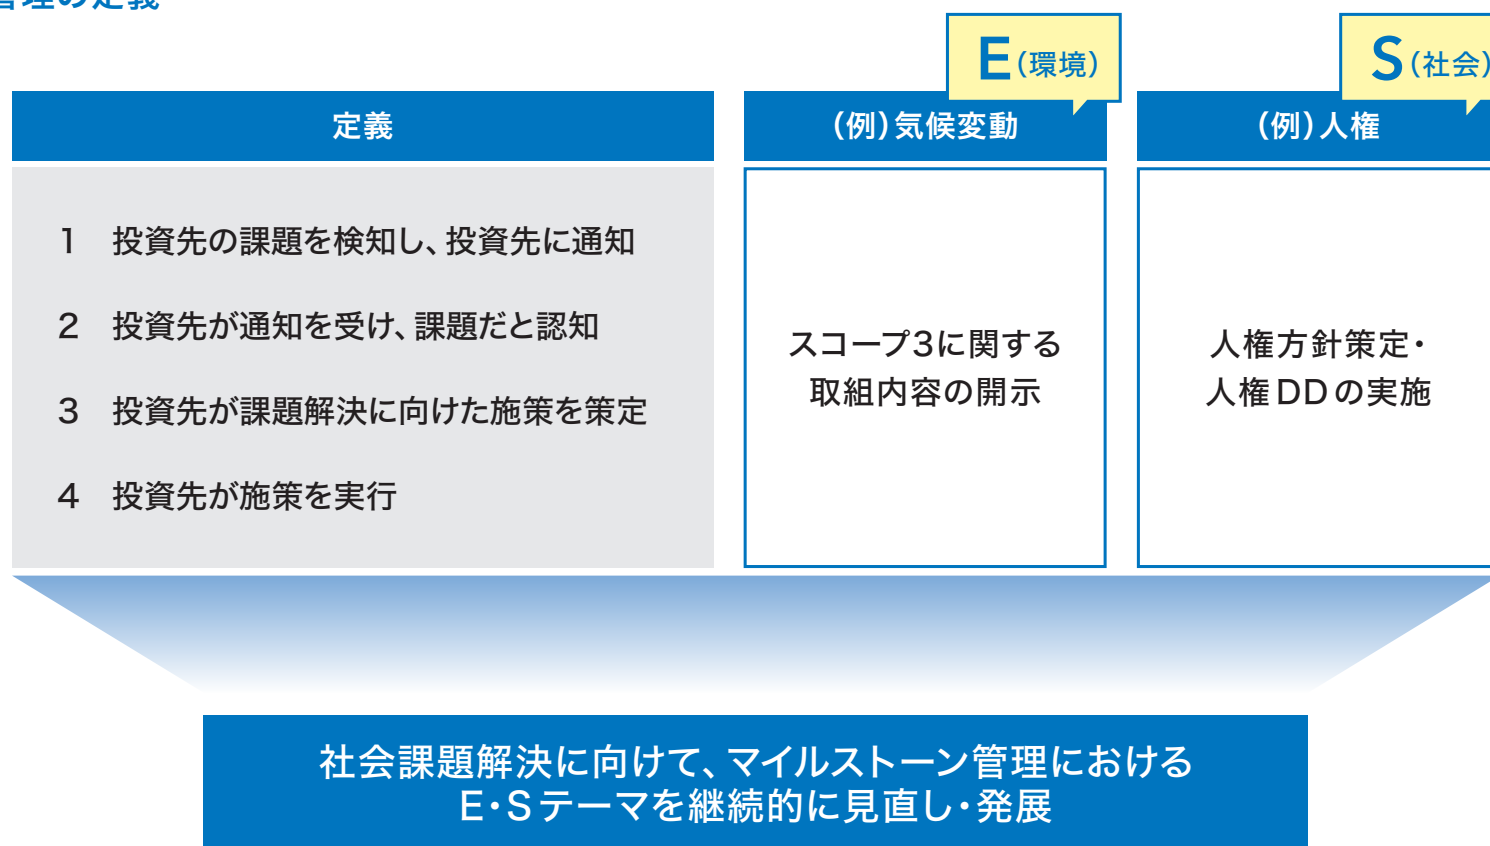 管理の定義
E(環境)
S(社会)
定義
(例)気候変動
(例)人権
1 投資先の課題を検知し、投資先に通知
2 投資先が通知を受け、課題だと認知
3 投資先が課題解決に向けた施策を策定
4 投資先が施策を実行
スコープ3に関する
取組内容の開示
人権方針策定・
人権DDの実施
社会課題解決に向けて、マイルストーン管理における
E・Sテーマを継続的に見直し・発展